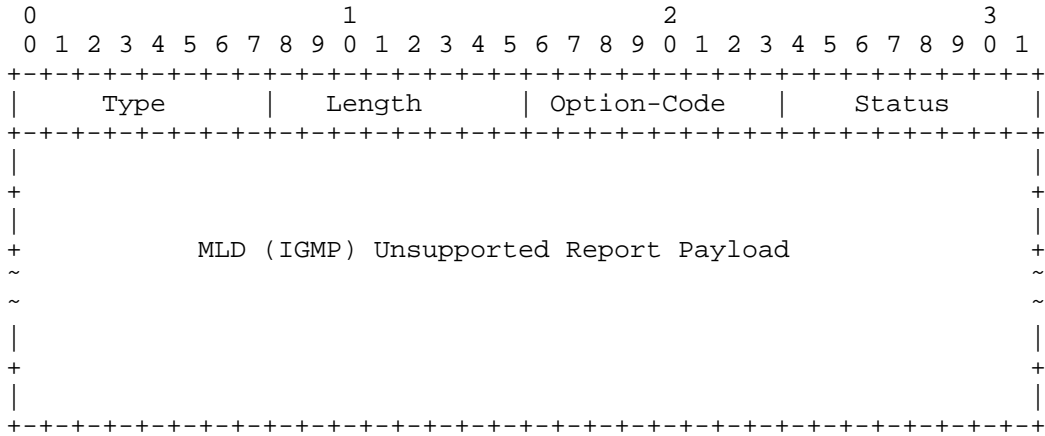 0                   1                   2                   3
 0 1 2 3 4 5 6 7 8 9 0 1 2 3 4 5 6 7 8 9 0 1 2 3 4 5 6 7 8 9 0 1
+-+-+-+-+-+-+-+-+-+-+-+-+-+-+-+-+-+-+-+-+-+-+-+-+-+-+-+-+-+-+-+-+
|     Type      |   Length      | Option-Code   |    Status     |
+-+-+-+-+-+-+-+-+-+-+-+-+-+-+-+-+-+-+-+-+-+-+-+-+-+-+-+-+-+-+-+-+
|                                                               |
+                                                               +
|                                                               |
+           MLD (IGMP) Unsupported Report Payload               +
~                                                               ~
~                                                               ~
|                                                               |
+                                                               +
|                                                               |
+-+-+-+-+-+-+-+-+-+-+-+-+-+-+-+-+-+-+-+-+-+-+-+-+-+-+-+-+-+-+-+-+